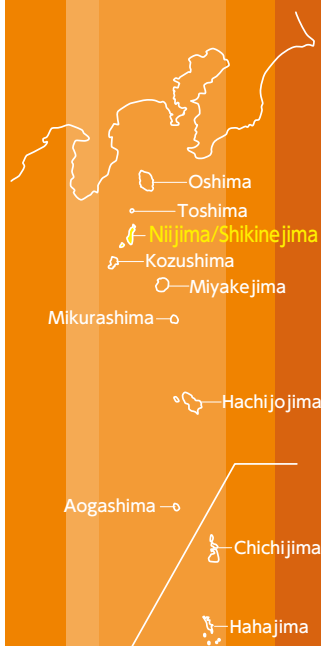 Oshima
Toshima
Niijima/Shikinejima
Kozushima
Miyakejima
Mikurashima
Hachijojima
Aogashima
Chichijima
Hahajima